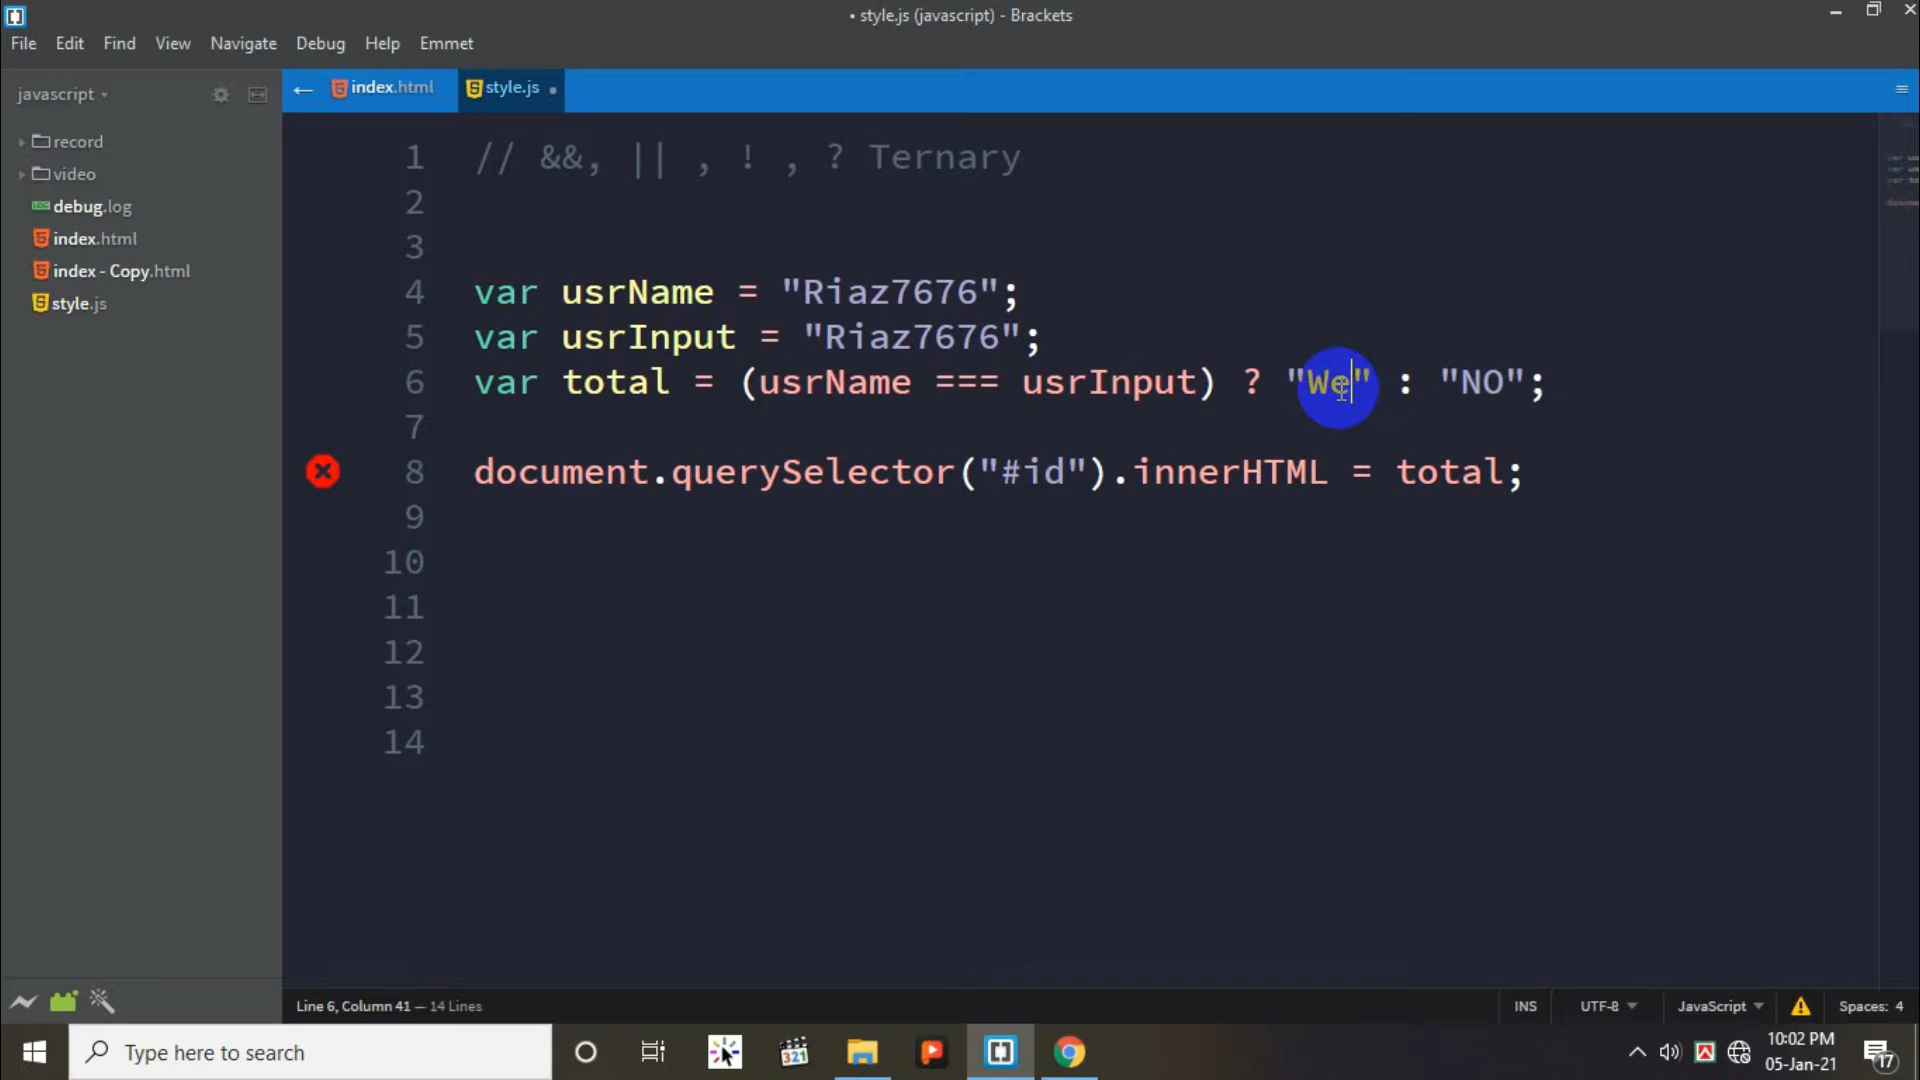 • style.js (javascript) - Brackets
File Edit Find View Navigate Debug Help Emmet
javascript
index.html
style.js
record
video
debug.log
index.html
index - Copy.html
style.js
1 // &&, || , ! , ? Ternary
2
3
4 var usrName = "Riaz7676";
5 var usrInput = "Riaz7676";
6 var total = (usrName === usrInput) ? "We" : "NO";
7
8 document.querySelector("#id").innerHTML = total;
9
10
11
12
13
14
Line 6, Column 41 — 14 Lines
INS UTF-8 JavaScript Spaces: 4
Type here to search
321
10:02 PM
05-Jan-21
17